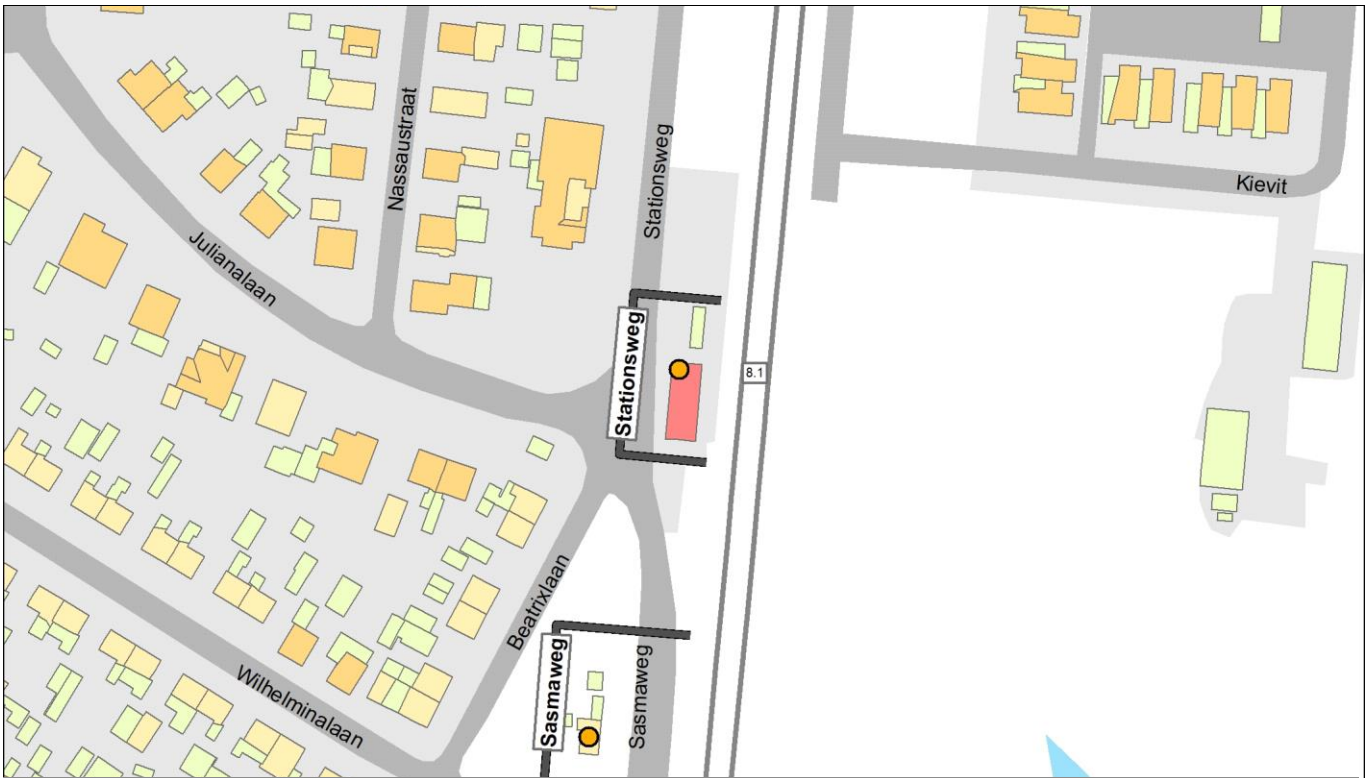 Nassaustraat
Stationsweg
Kievit
Julianalaan
Stationsweg
8.1
Beatrixlaan
Wilhelminalaan
Sasmaweg
Sasmaweg